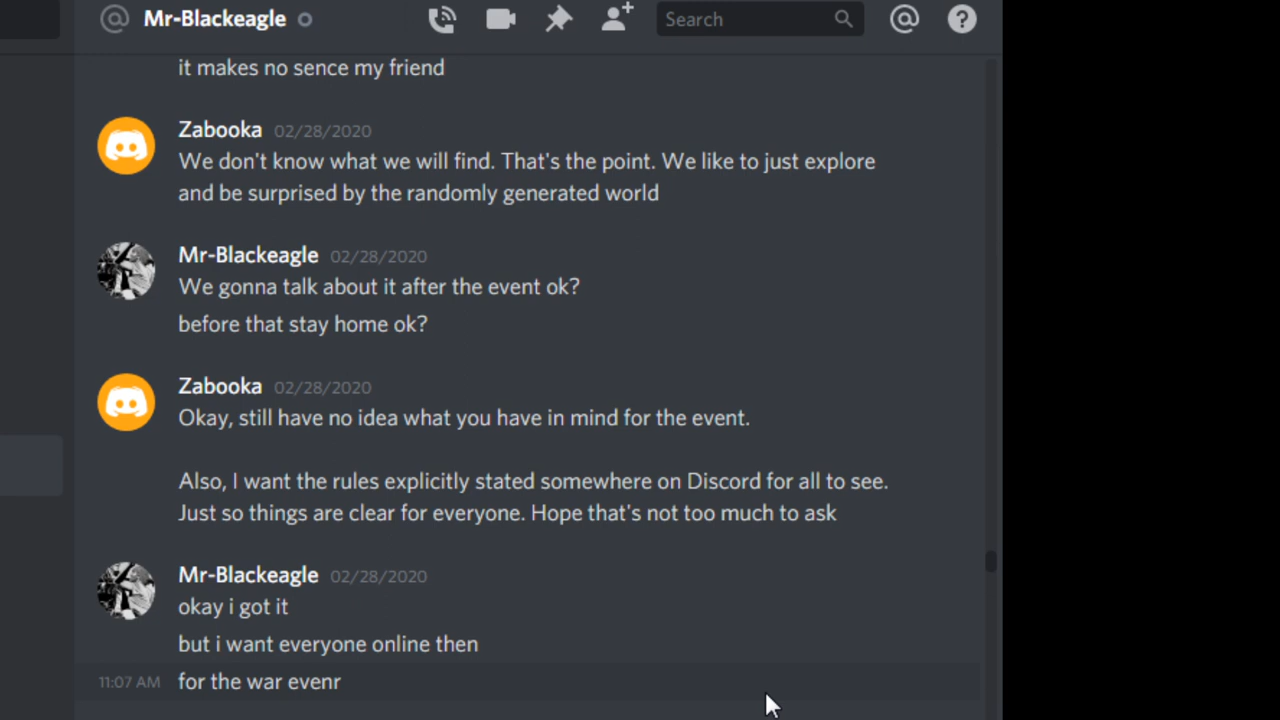 Mr-Blackeagle
Search
it makes no sence my friend
Zabooka 02/28/2020
We don't know what we will find. That's the point. We like to just explore
and be surprised by the randomly generated world
Mr-Blackeagle 02/28/2020
We gonna talk about it after the event ok?
before that stay home ok?
Zabooka 02/28/2020
Okay, still have no idea what you have in mind for the event.
Also, I want the rules explicitly stated somewhere on Discord for all to see.
Just so things are clear for everyone. Hope that's not too much to ask
Mr-Blackeagle 02/28/2020
okay i got it
but i want everyone online then
11:07 AM for the war evenr